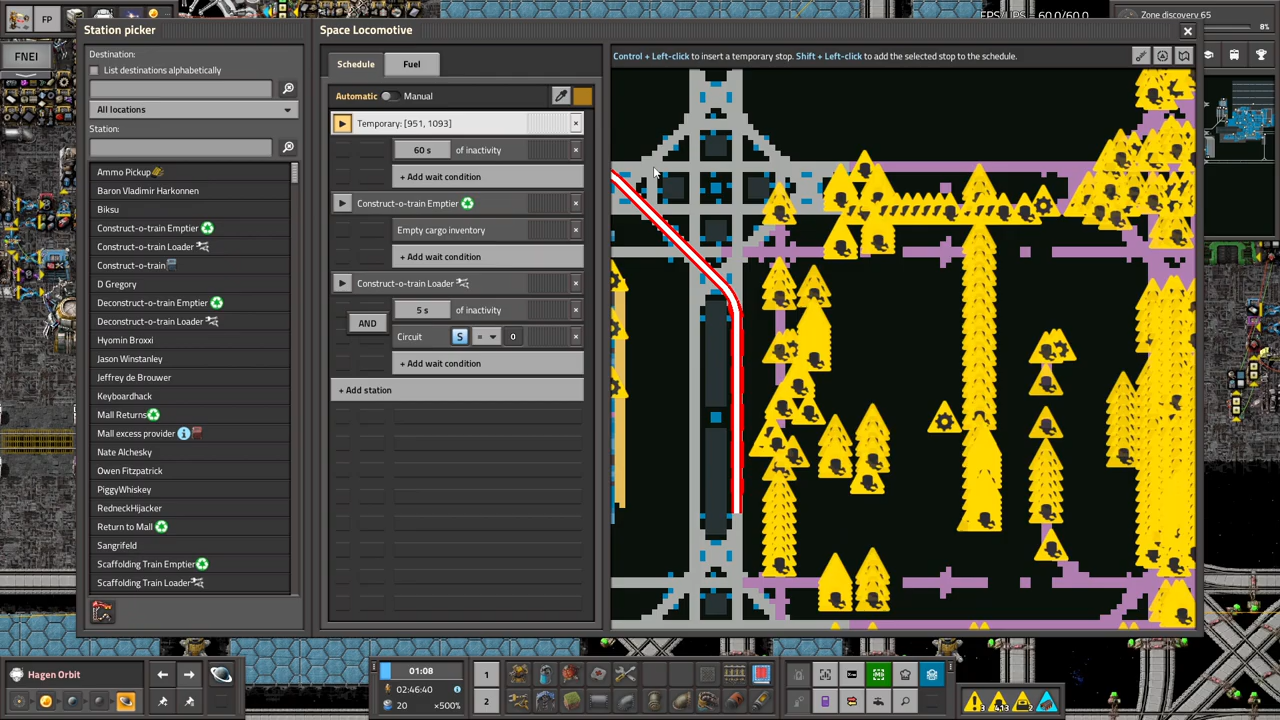 FP
FPS/UPS = 60.0/60.0
Zone discovery 65
8%
FNEI
Station picker
Destination:
List destinations alphabetically
All locations
Station:
Ammo Pickup
Baron Vladimir Harkonnen
Biksu
Construct-o-train Emptier
Construct-o-train Loader
Construct-o-train
D Gregory
Deconstruct-o-train Emptier
Deconstruct-o-train Loader
Hyomin Broxxi
Jason Winstanley
Jeffrey de Brouwer
Keyboardhack
Mall Returns
Mall excess provider
Nate Alchesky
Owen Fitzpatrick
PiggyWhiskey
RedneckHijacker
Return to Mall
Sangrifeld
Scaffolding Train Emptier
Scaffolding Train Loader
Space Locomotive
Schedule
Fuel
Automatic
Manual
Temporary: [951, 1093]
60 s
of inactivity
+ Add wait condition
Construct-o-train Emptier
Empty cargo inventory
+ Add wait condition
Construct-o-train Loader
5 s
of inactivity
AND
Circuit
S
=
0
+ Add wait condition
+ Add station
Control + Left-click to insert a temporary stop. Shift + Left-click to add the selected stop to the schedule.
Hagen Orbit
01:08
02:46:40
20
×500%
1
2